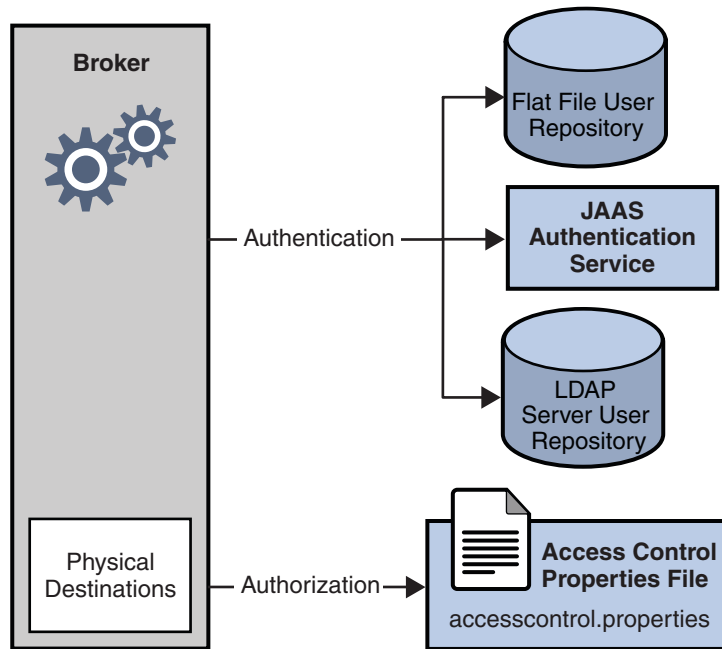 Broker
Flat File User
Repository
Authentication
JAAS
Authentication
Service
LDAP
Server User
Repository
Physical
Destinations
Authorization
Access Control
Properties File
accesscontrol.properties